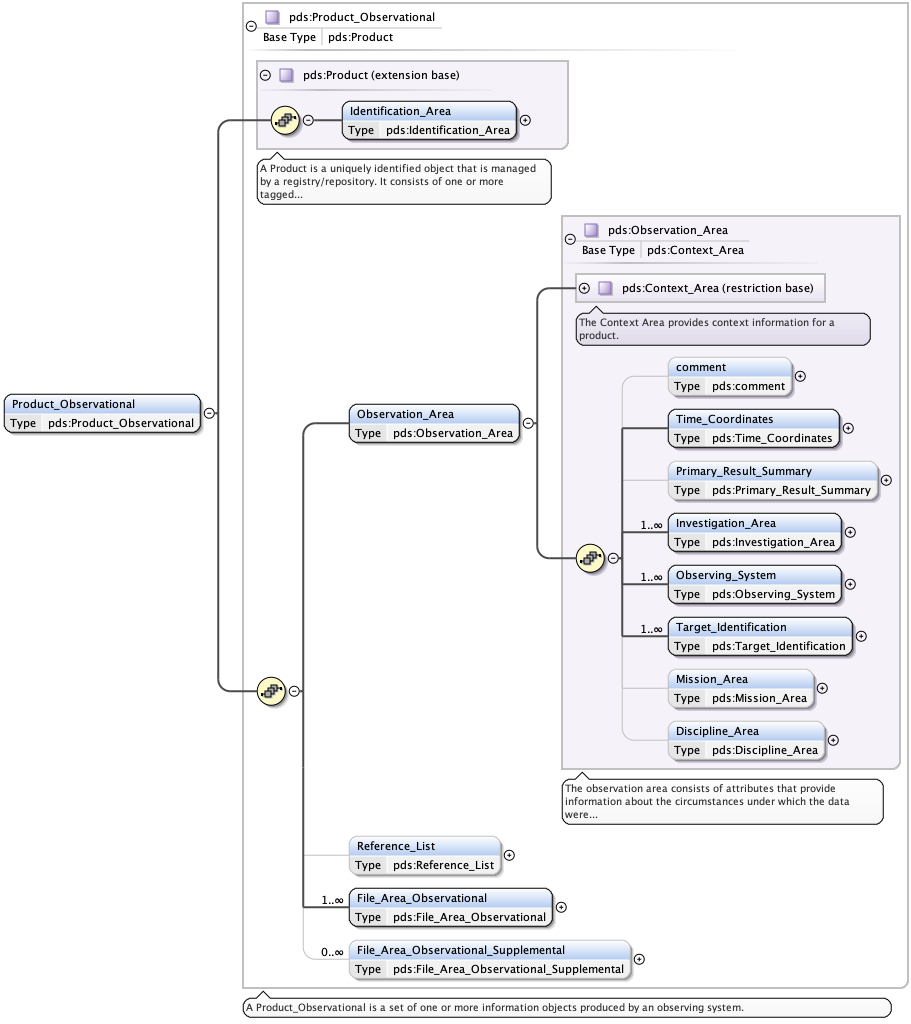 pds:Product_Observational
Base Type pds:Product
pds:Product (extension base)
Identification_Area
Type pds:Identification_Area
A Product is a uniquely identified object that is managed
by a registry/repository. It consists of one or more
tagged...
pds:Observation_Area
Base Type pds:Context_Area
pds:Context_Area (restriction base)
The Context Area provides context information for a
product.
comment
Type pds:comment
Product_Observational
Type pds:Product_Observational
Observation_Area
Type pds:Observation_Area
Time_Coordinates
Type pds:Time_Coordinates
Primary_Result_Summary
Type pds:Primary_Result_Summary
1..∞
Investigation_Area
Type pds:Investigation_Area
1..∞
Observing_System
Type pds:Observing_System
1..∞
Target_Identification
Type pds:Target_Identification
Mission_Area
Type pds:Mission_Area
Discipline_Area
Type pds:Discipline_Area
The observation area consists of attributes that provide
information about the circumstances under which the data
were...
Reference_List
Type pds:Reference_List
1..∞
File_Area_Observational
Type pds:File_Area_Observational
0..∞
File_Area_Observational_Supplemental
Type pds:File_Area_Observational_Supplemental
A Product_Observational is a set of one or more information objects produced by an observing system.